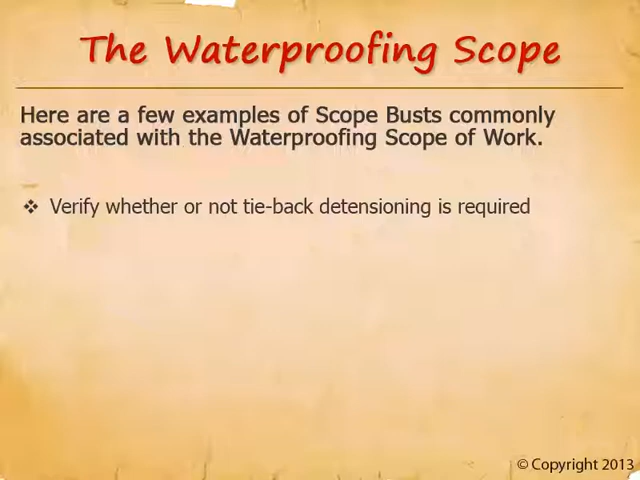 The Waterproofing Scope
Here are a few examples of Scope Busts commonly
associated with the Waterproofing Scope of Work.
❖ Verify whether or not tie-back detensioning is required
© Copyright 2013